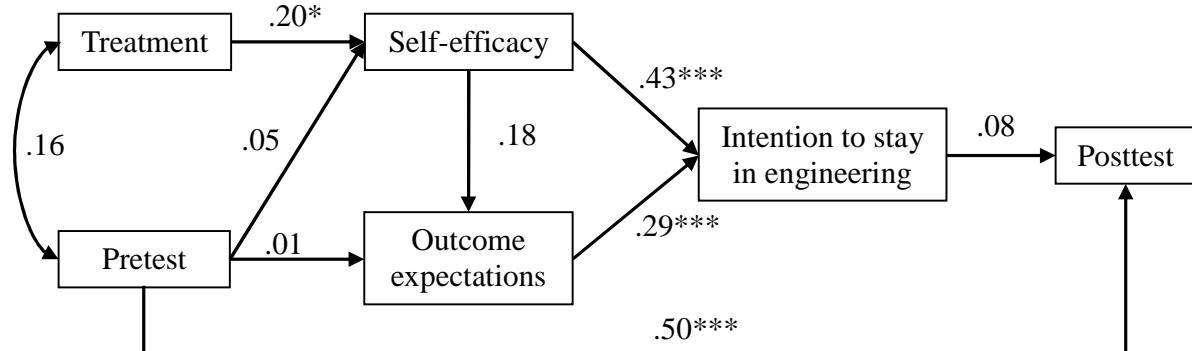 .20*
Treatment
Self-efficacy
.43***
.16
.05
.18
Intention to stay
in engineering
.08
Posttest
Pretest
.01
Outcome
expectations
.29***
.50***